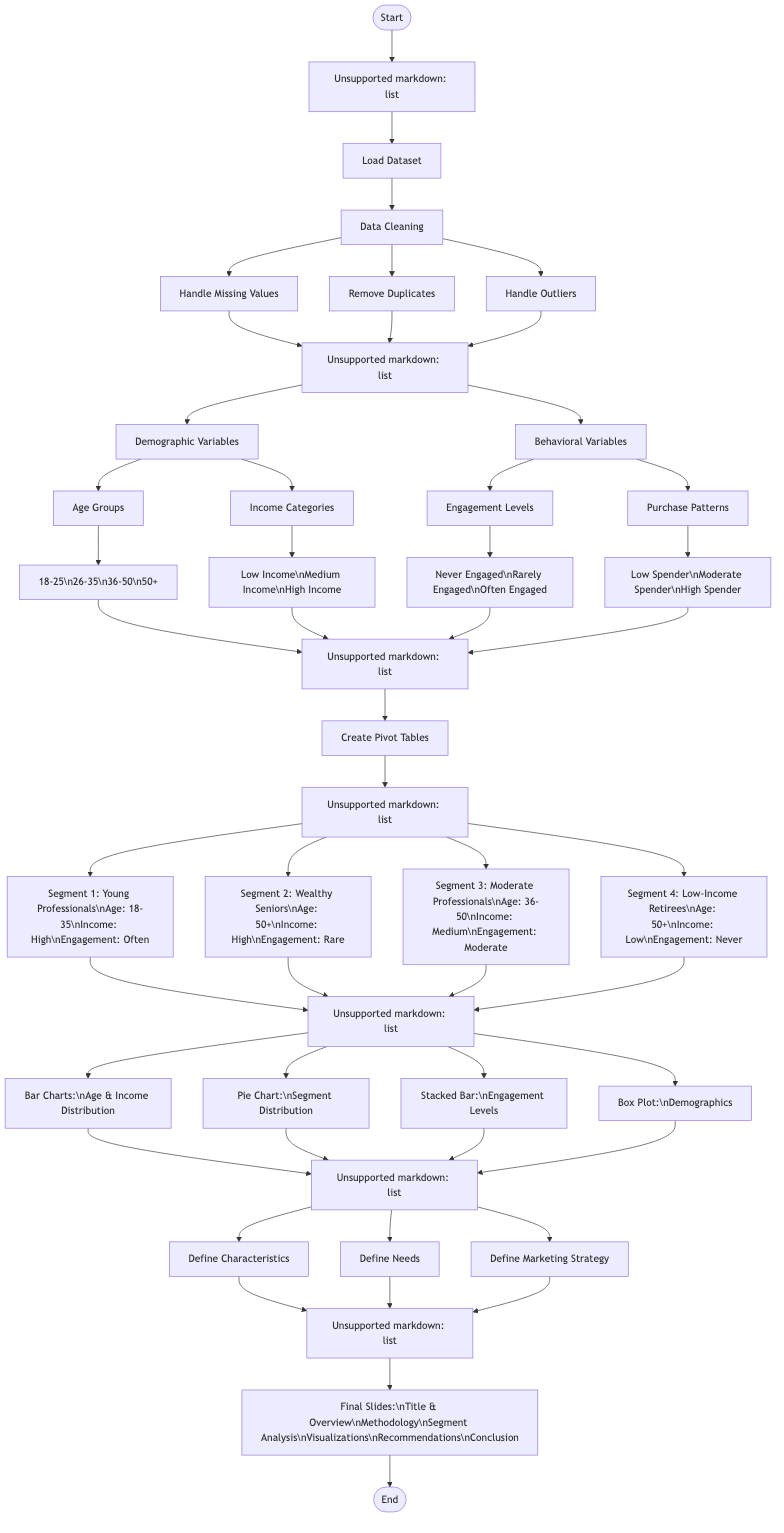 Start
Unsupported markdown:
list
Load Dataset
Data Cleaning
Handle Missing Values
Remove Duplicates
Handle Outliers
Unsupported markdown:
list
Demographic Variables
Behavioral Variables
Age Groups
Income Categories
Engagement Levels
Purchase Patterns
18-25\n26-35\n36-50\n50+
Low Income\nMedium
Income\nHigh Income
Never Engaged\nRarely
Engaged\nOften Engaged
Low Spender\nModerate
Spender\nHigh Spender
Unsupported markdown:
list
Create Pivot Tables
Unsupported markdown:
list
Segment 1: Young
Professionals\nAge: 18-
35\nIncome:
High\nEngagement: Often
Segment 2: Wealthy
Seniors\nAge:
50+\nIncome:
High\nEngagement: Rare
Segment 3: Moderate
Professionals\nAge: 36-
50\nIncome:
Medium\nEngagement:
Moderate
Segment 4: Low-Income
Retirees\nAge:
50+\nIncome:
Low\nEngagement: Never
Unsupported markdown:
list
Bar Charts:\nAge & Income
Distribution
Pie Chart:\nSegment
Distribution
Stacked Bar:\nEngagement
Levels
Box Plot:\nDemographics
Unsupported markdown:
list
Define Characteristics
Define Needs
Define Marketing Strategy
Unsupported markdown:
list
Final Slides:\nTitle &
Overview\nMethodology\nSegment
Analysis\nVisualizations\nRecommendations\nConclusion
End